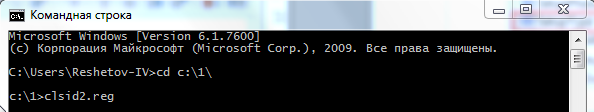 Командная строка
Microsoft Windows [Version 6.1.7600]
(c) Корпорация Майкрософт (Microsoft Corp.), 2009. Все права защищены.
C:\Users\Reshetov-IV>cd c:\1\
c:\1>clsid2.reg